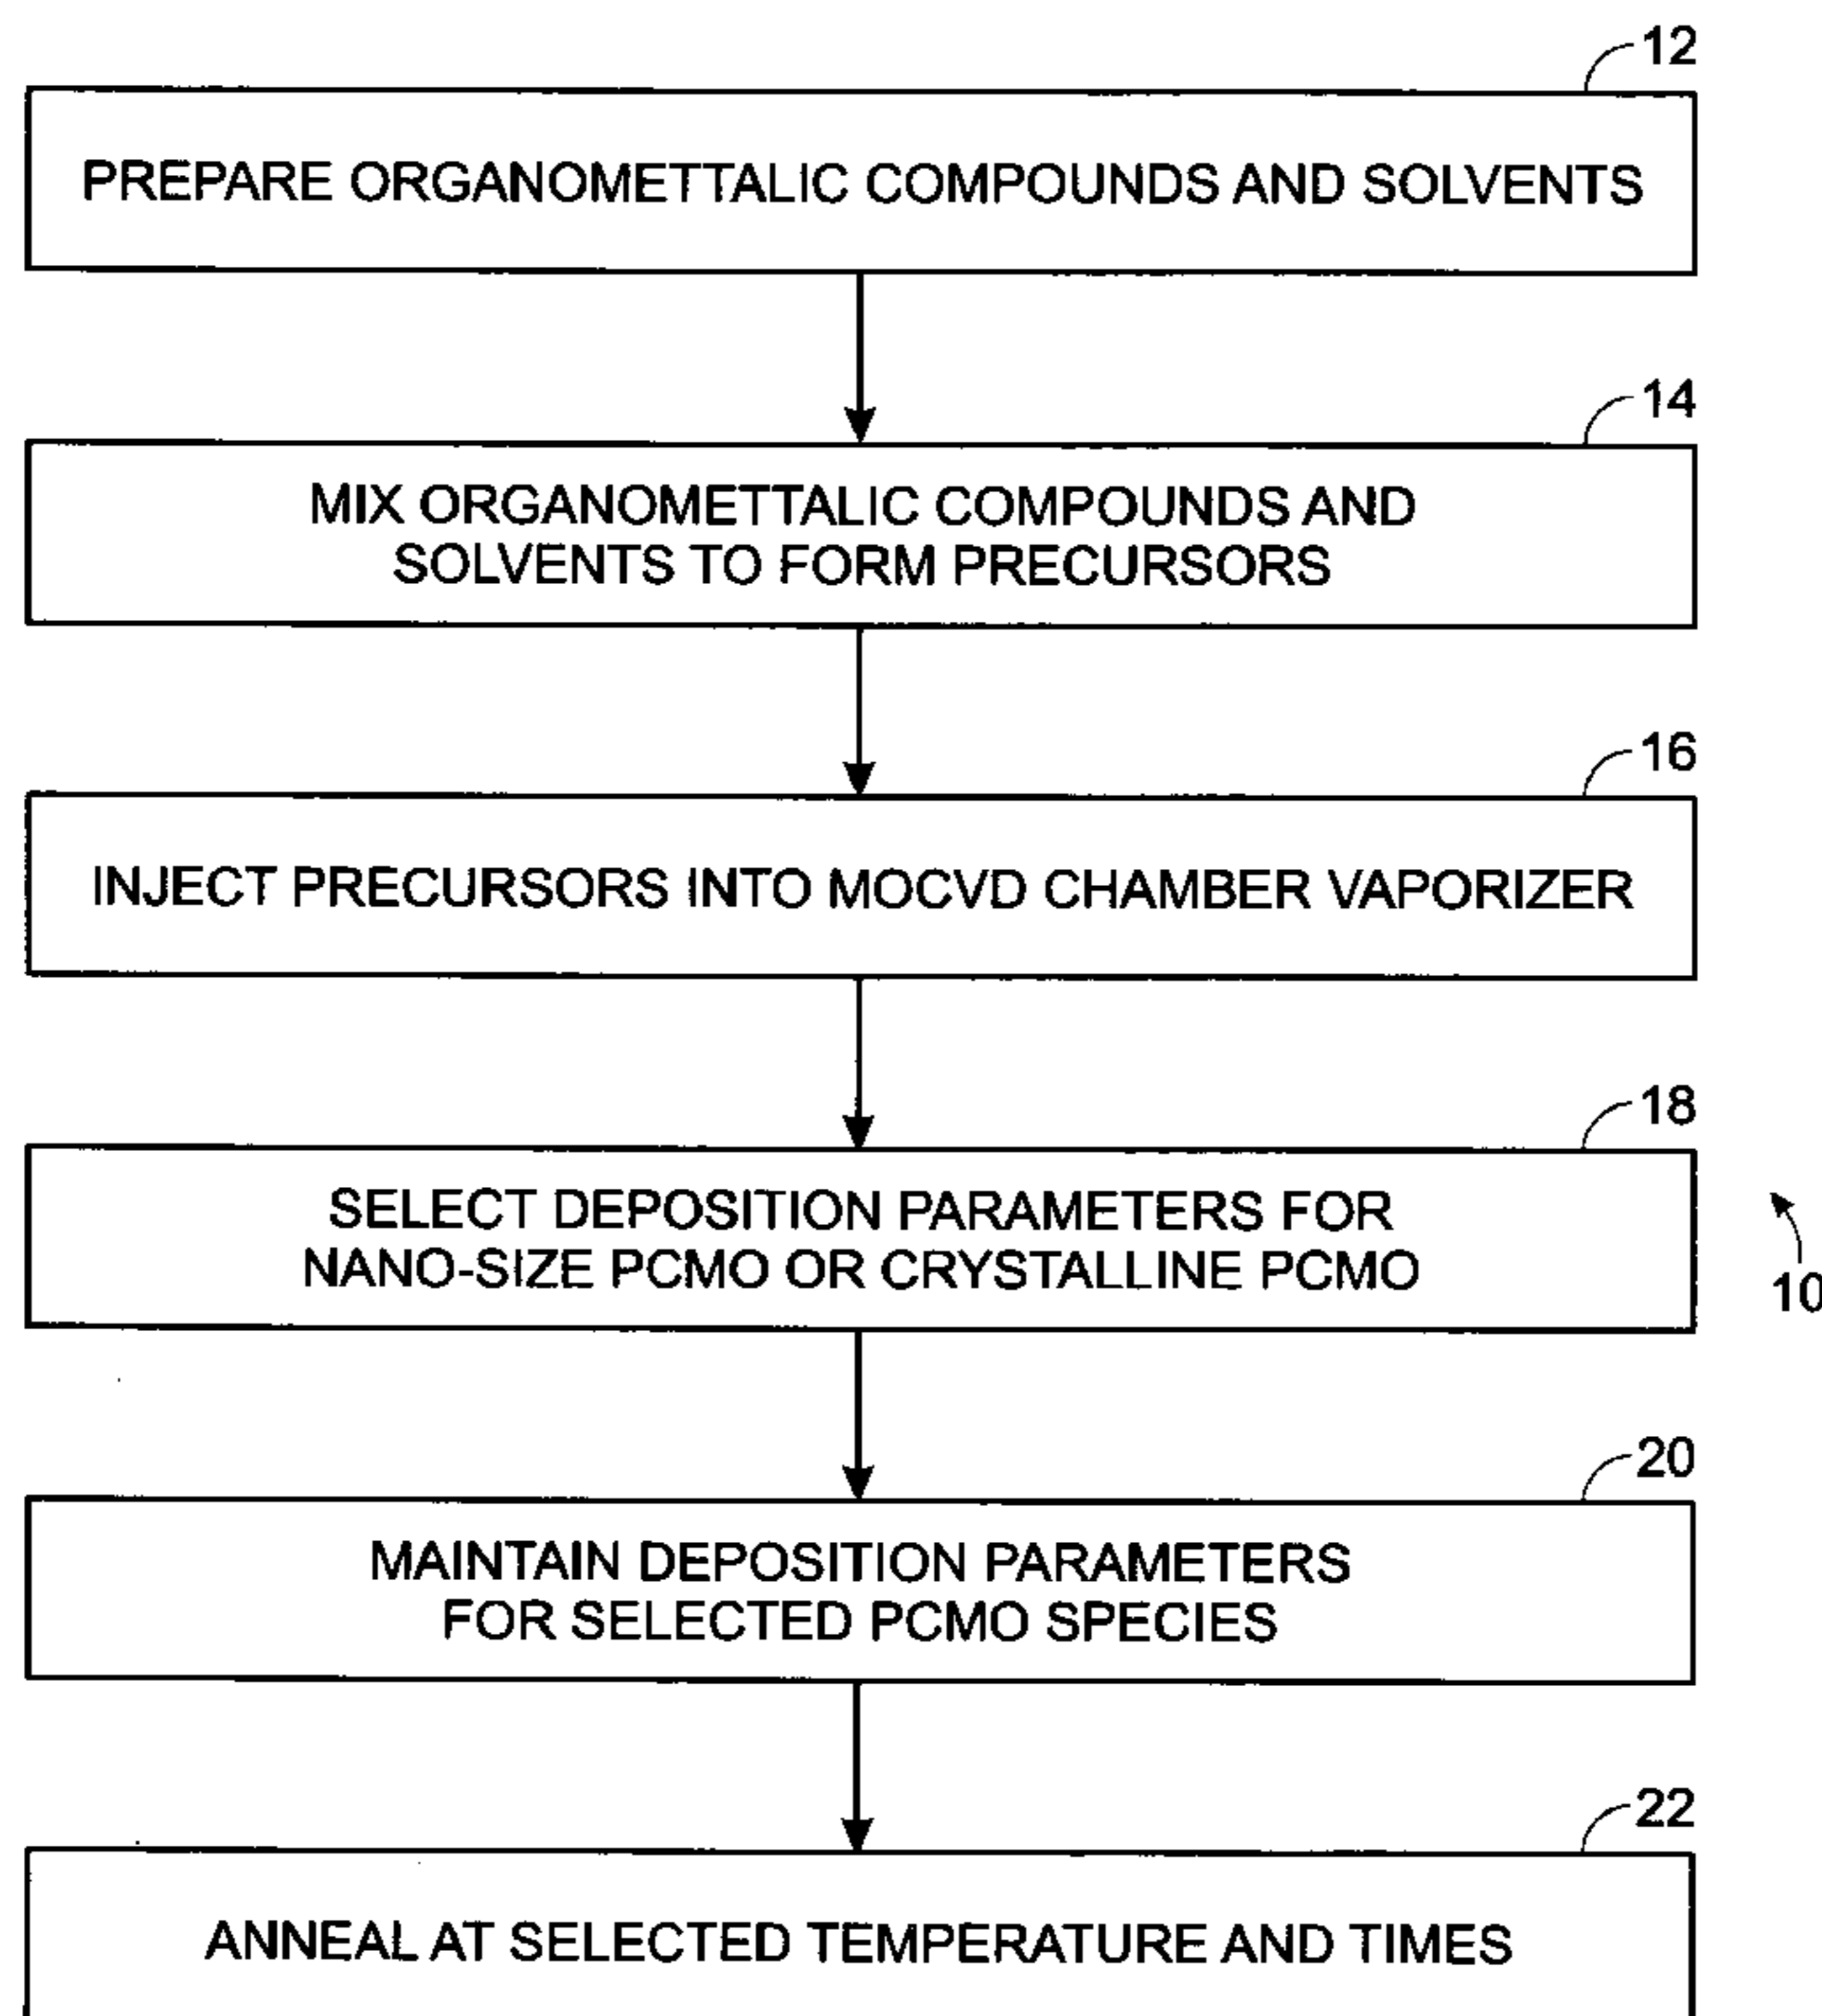 12
PREPARE ORGANOMETTALIC COMPOUNDS AND SOLVENTS
14
MIX ORGANOMETTALIC COMPOUNDS AND
SOLVENTS TO FORM PRECURSORS
16
INJECT PRECURSORS INTO MOCVD CHAMBER VAPORIZER
18
SELECT DEPOSITION PARAMETERS FOR
NANO-SIZE PCMO OR CRYSTALLINE PCMO
10
20
MAINTAIN DEPOSITION PARAMETERS
FOR SELECTED PCMO SPECIES
22
ANNEAL AT SELECTED TEMPERATURE AND TIMES